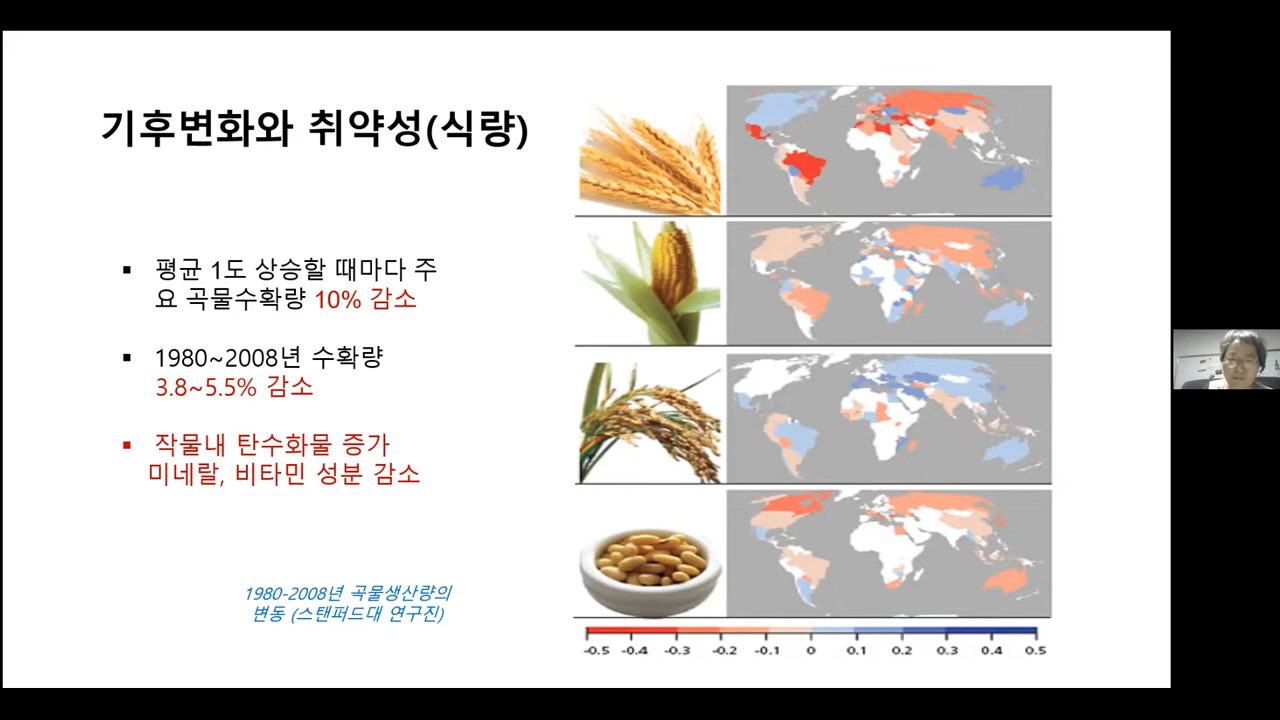 기후변화와 취약성(식량)
▪ 평균 1도 상승할 때마다 주
요 곡물수확량 10% 감소
▪ 1980~2008년 수확량
3.8~5.5% 감소
▪ 작물내 탄수화물 증가
미네랄, 비타민 성분 감소
1980-2008년 곡물생산량의
변동 (스탠퍼드대 연구진)
-0.5 -0.4 -0.3 -0.2 -0.1 0 0.1 0.2 0.3 0.4 0.5